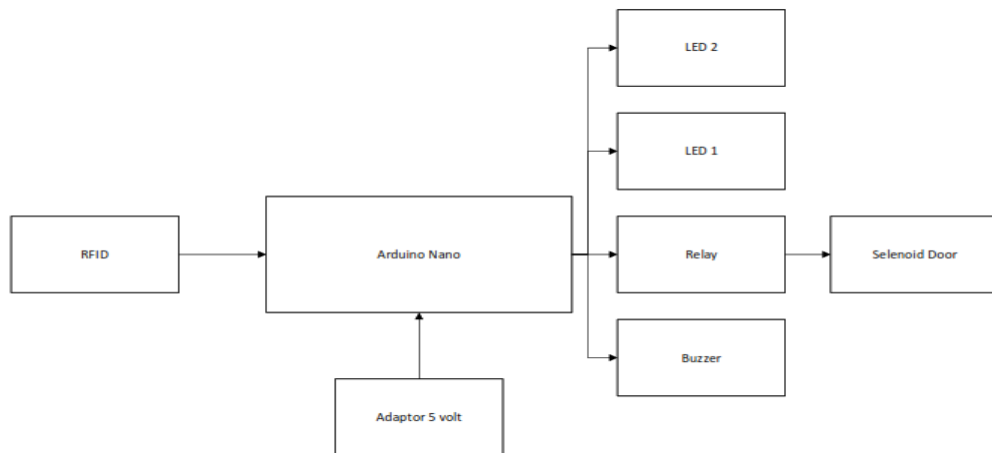 LED 2
LED 1
RFID
Arduino Nano
Relay
Selenoid Door
Buzzer
Adaptor 5 volt